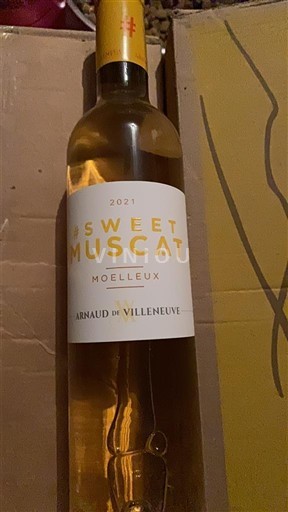 #
2021
#SWEET
MUSCAT
VINIOU
MOELLEUX
ARNAUD DE VILLENEUVE